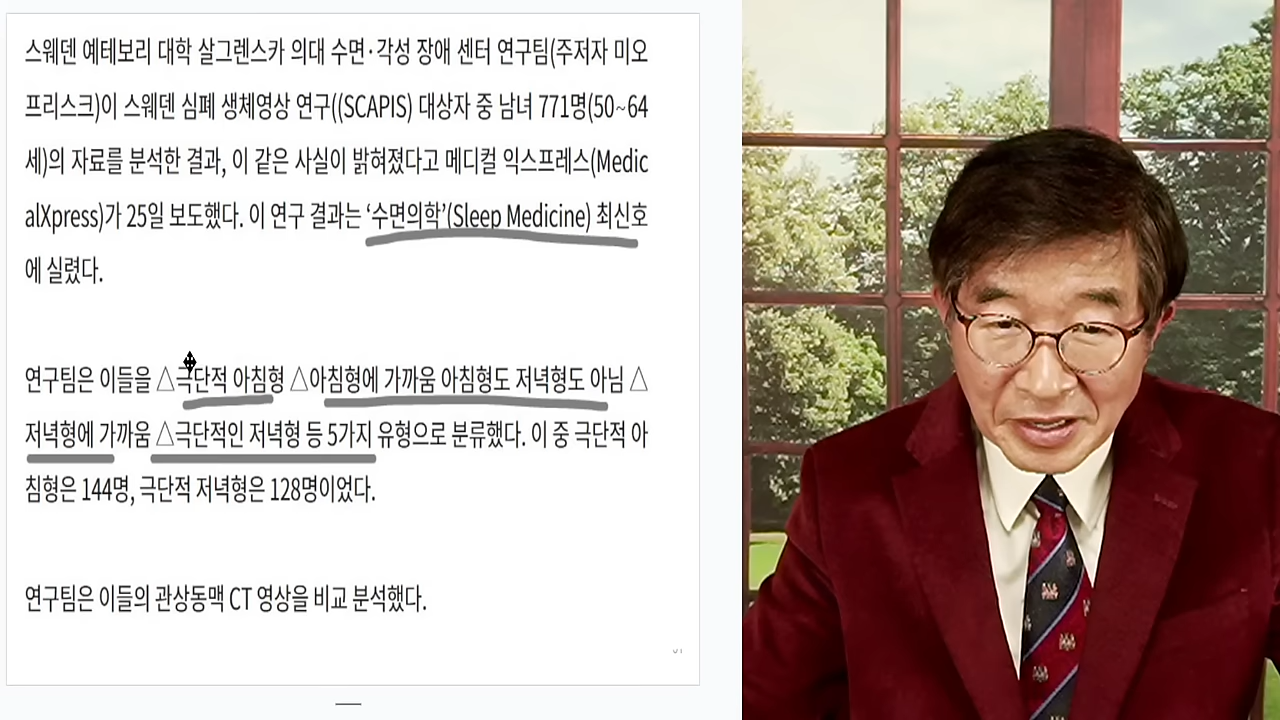 스웨덴 예테보리 대학 살그렌스카 의대 수면·각성 장애 센터 연구팀(주저자 미오
프리스크)이 스웨덴 심폐 생체영상 연구((SCAPIS) 대상자 중 남녀 771명(50~64
세)의 자료를 분석한 결과, 이 같은 사실이 밝혀졌다고 메디컬 익스프레스(Medic
alXpress)가 25일 보도했다. 이 연구 결과는 ‘수면의학’(Sleep Medicine) 최신호
에 실렸다.
연구팀은 이들을 △극단적 아침형 △아침형에 가까움 아침형도 저녁형도 아님 △
저녁형에 가까움 △극단적인 저녁형 등 5가지 유형으로 분류했다. 이 중 극단적 아
침형은 144명, 극단적 저녁형은 128명이었다.
연구팀은 이들의 관상동맥 CT 영상을 비교 분석했다.